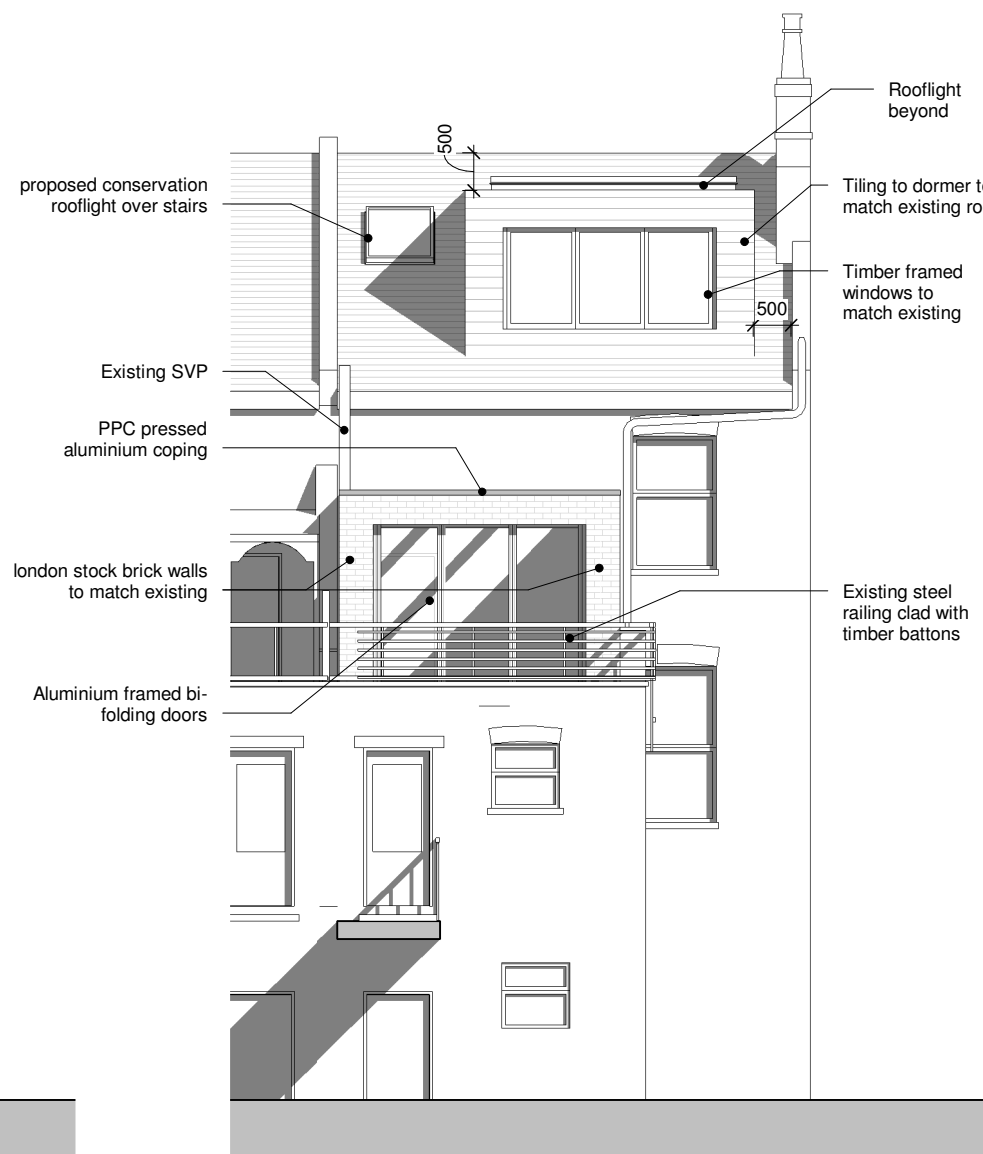 Rooflight
beyond
500
proposed conservation
rooflight over stairs
Tiling to dormer
match existing
Timber framed
windows to
match existing
500
Existing SVP
PPC pressed
aluminium coping
london stock brick walls
to match existing
Existing steel
railing clad with
timber battons
Aluminium framed bi-
folding doors